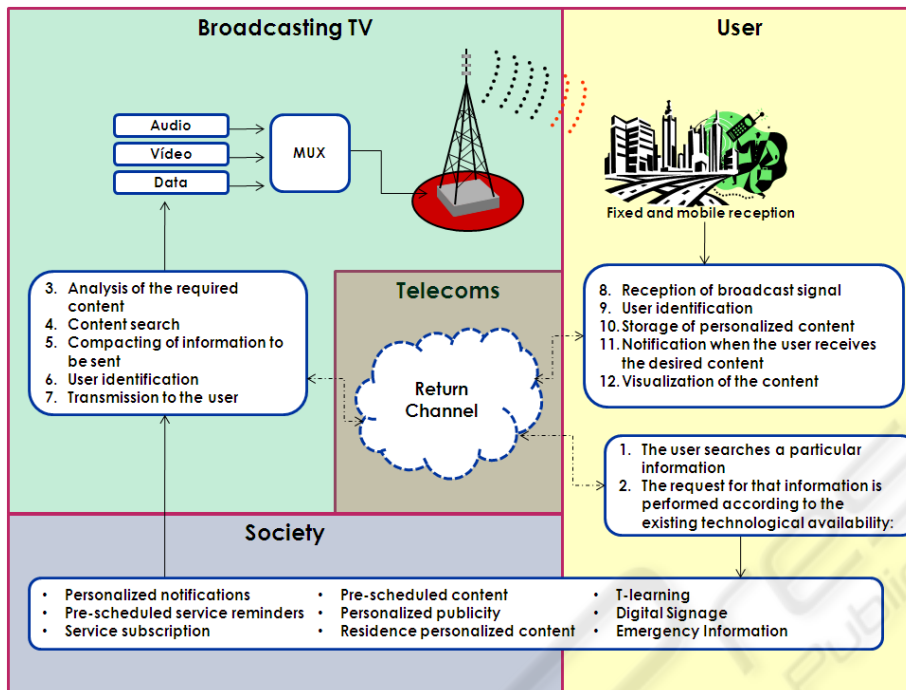 Broadcasting TV
User
Audio
Vídeo
Data
MUX
Fixed and mobile reception
3. Analysis of the required
content
4. Content search
5. Compacting of information to
be sent
6. User identification
7. Transmission to the user
Telecoms
Return
Channel
8. Reception of broadcast signal
9. User identification
10. Storage of personalized content
11. Notification when the user receives
the desired content
12. Visualization of the content
1. The user searches a particular
information
2. The request for that information is
performed according to the
existing technological availability:
Society
• Personalized notifications
• Pre-scheduled service reminders
• Service subscription
• Pre-scheduled content
• Personalized publicity
• Residence personalized content
• T-learning
• Digital Signage
• Emergency Information